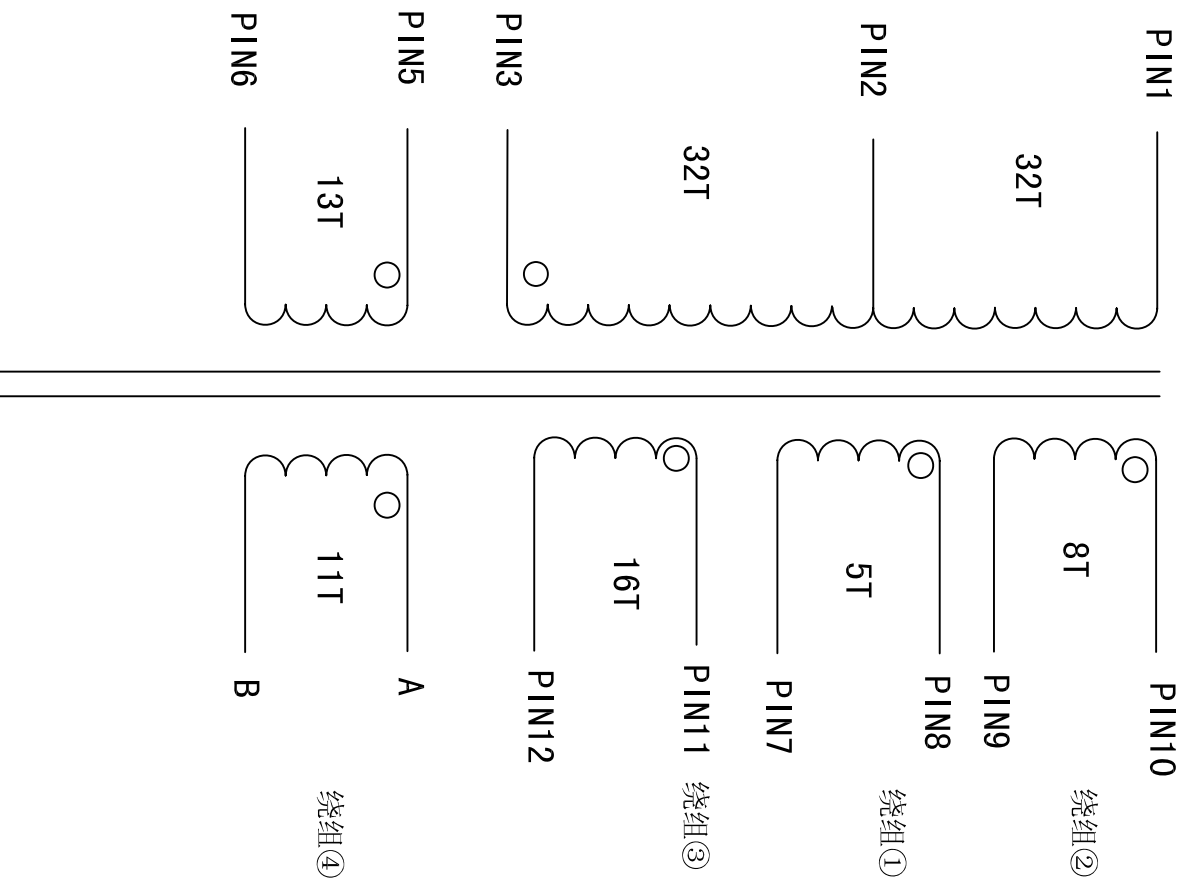 PIN1
32T
PIN2
32T
PIN3
PIN5
13T
PIN6
PIN10
8T
PIN9
绕组②
PIN8
5T
PIN7
绕组①
PIN11
16T
PIN12
绕组③
A
11T
B
绕组④